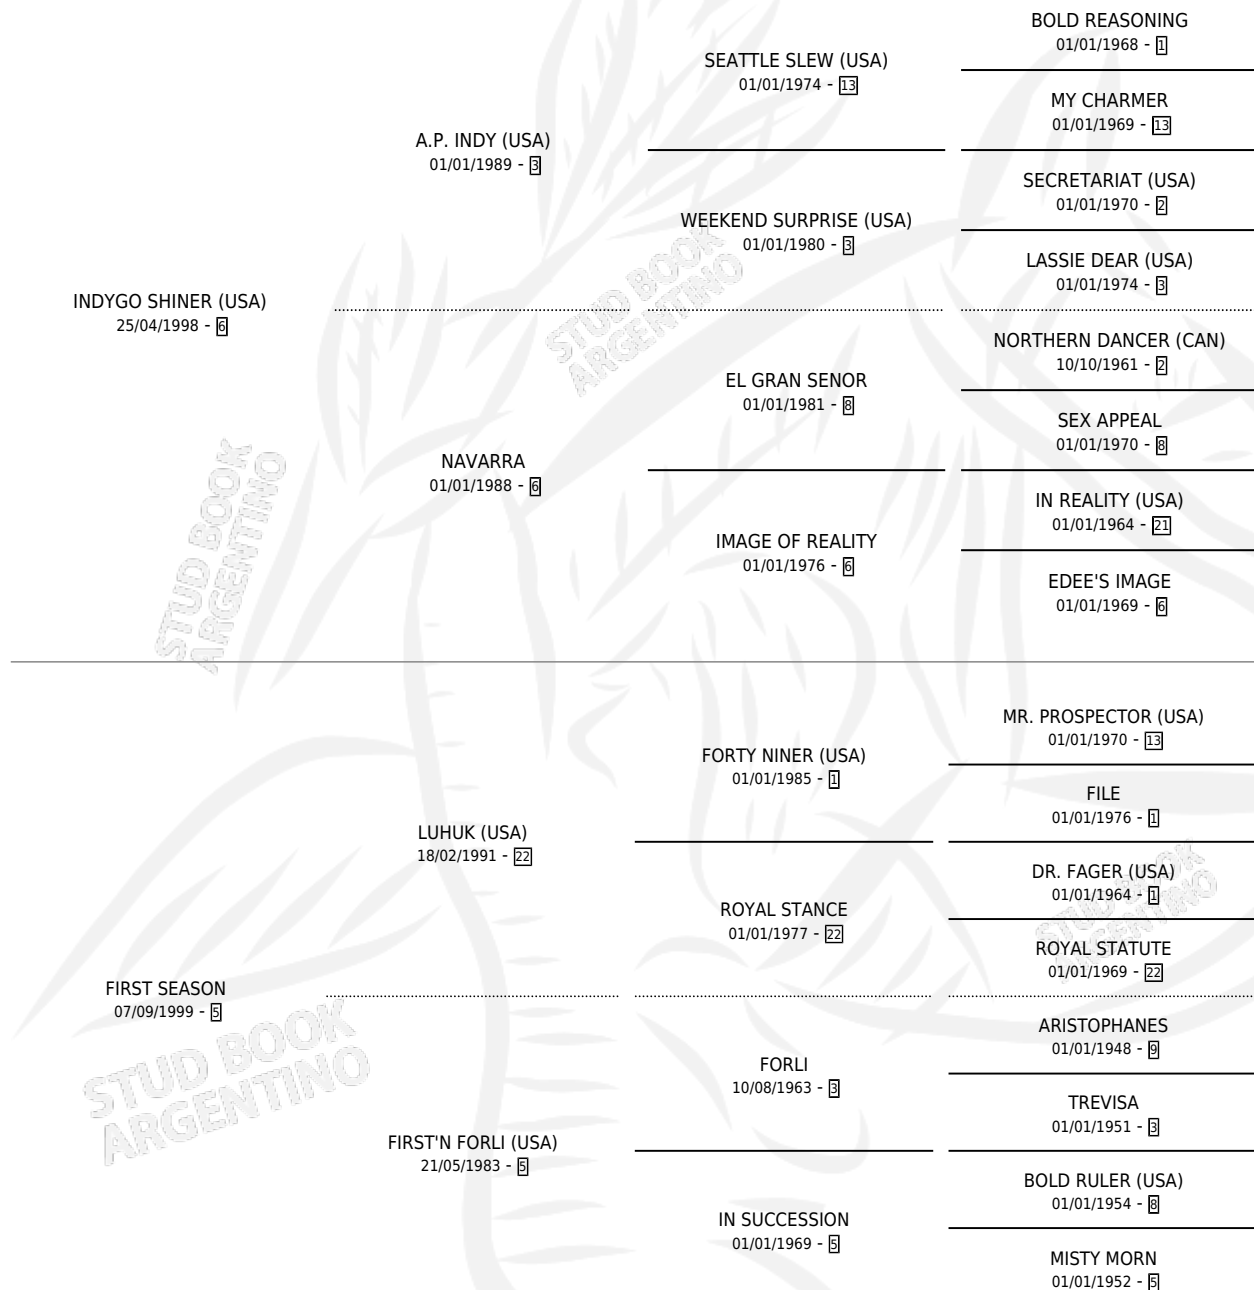 BOLD REASONING
01/01/1968 - 1
SEATTLE SLEW (USA)
01/01/1974 - 13
MY CHARMER
01/01/1969 - 13
A.P. INDY (USA)
01/01/1989 - 3
SECRETARIAT (USA)
01/01/1970 - 2
WEEKEND SURPRISE (USA)
01/01/1980 - 3
LASSIE DEAR (USA)
01/01/1974 - 3
INDYGO SHINER (USA)
25/04/1998 - 6
NORTHERN DANCER (CAN)
10/10/1961 - 2
EL GRAN SENOR
01/01/1981 - 8
SEX APPEAL
01/01/1970 - 8
NAVARRA
01/01/1988 - 6
IN REALITY (USA)
01/01/1964 - 21
IMAGE OF REALITY
01/01/1976 - 6
EDEE'S IMAGE
01/01/1969 - 6
MR. PROSPECTOR (USA)
01/01/1970 - 13
FORTY NINER (USA)
01/01/1985 - 1
FILE
01/01/1976 - 1
LUHUK (USA)
18/02/1991 - 22
DR. FAGER (USA)
01/01/1964 - 1
ROYAL STANCE
01/01/1977 - 22
ROYAL STATUTE
01/01/1969 - 22
FIRST SEASON
07/09/1999 - 5
ARISTOPHANES
01/01/1948 - 9
FORLI
10/08/1963 - 3
TREVISA
01/01/1951 - 3
FIRST'N FORLI (USA)
21/05/1983 - 5
BOLD RULER (USA)
01/01/1954 - 8
IN SUCCESSION
01/01/1969 - 5
MISTY MORN
01/01/1952 - 5
STUD BOOK
ARGENTINO
STUD BOOK
ARGENTINO
STUD BOOK
ARGENTINO
STUD BOOK
ARGENTINO